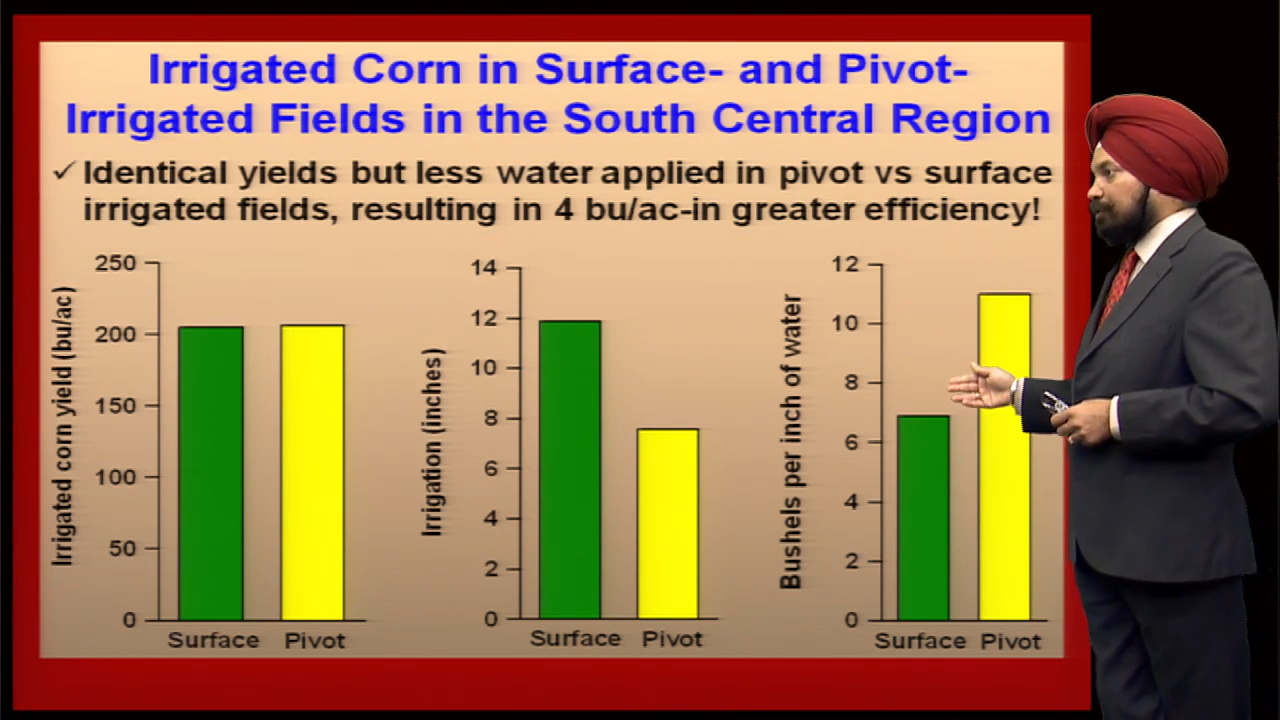 Irrigated Corn in Surface- and Pivot-
Irrigated Fields in the South Central Region
✓ Identical yields but less water applied in pivot vs surface
irrigated fields, resulting in 4 bu/ac-in greater efficiency!
Irrigated corn yield (bu/ac)
250
200
150
100
50
0
Surface Pivot
Irrigation (inches)
14
12
10
8
6
4
2
0
Surface Pivot
Bushels per inch of water
12
10
8
6
4
2
0
Surface Pivot